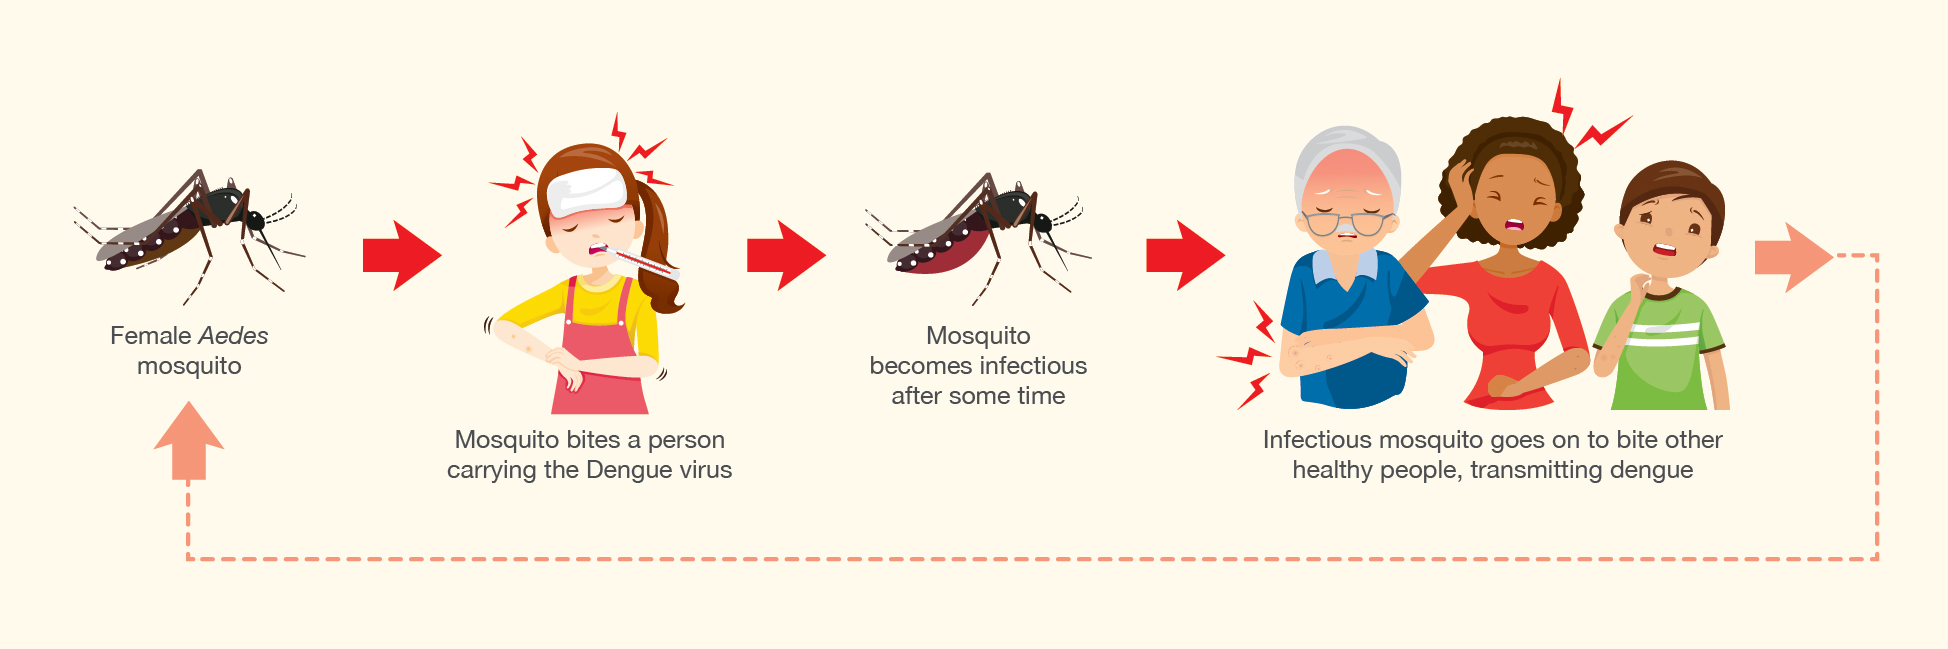 Female Aedes
mosquito
Mosquito bites a person
carrying the Dengue virus
Mosquito
becomes infectious
after some time
Infectious mosquito goes on to bite other
healthy people, transmitting dengue